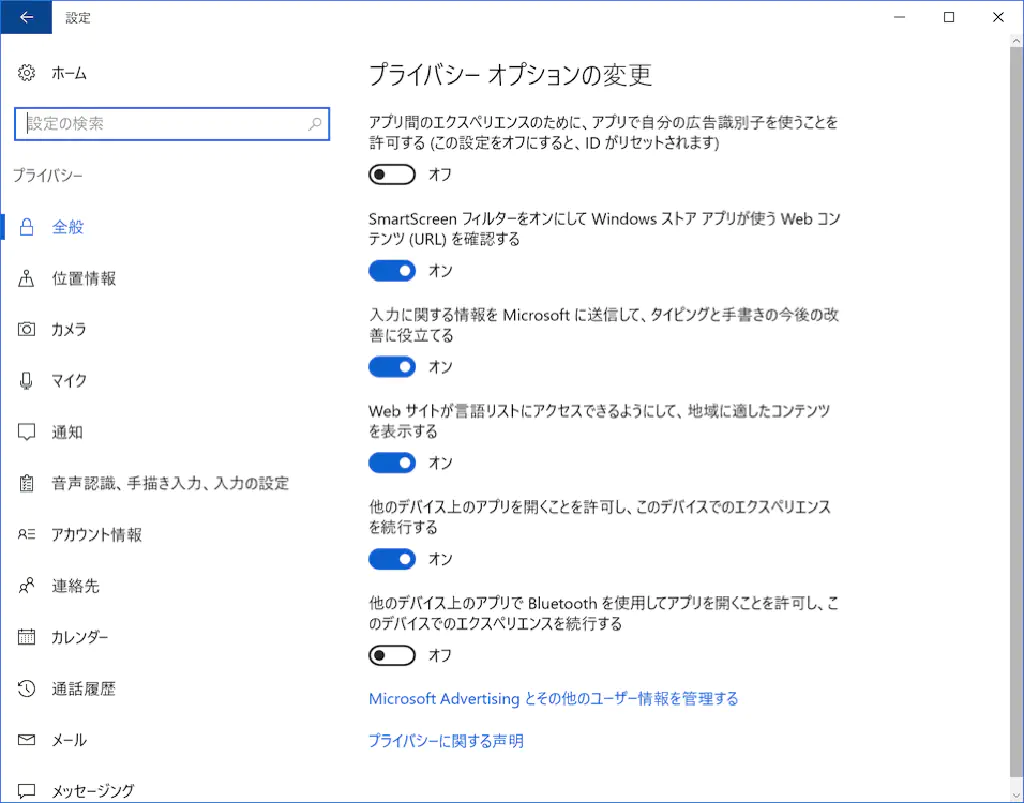 設定
ホーム
設定の検索
プライバシー
全般
位置情報
カメラ
マイク
通知
音声認識、手描き入力、入力の設定
アカウント情報
連絡先
カレンダー
通話履歴
メール
メッセージング
プライバシー オプションの変更
アプリ間のエクスペリエンスのために、アプリで自分の広告識別子を使うことを
許可する (この設定をオフにすると、ID がリセットされます)
オフ
SmartScreen フィルターをオンにして Windows ストア アプリが使う Web コン
テンツ (URL) を確認する
オン
入力に関する情報を Microsoft に送信して、タイピングと手書きの今後の改
善に役立てる
オン
Web サイトが言語リストにアクセスできるようにして、地域に適したコンテンツ
を表示する
オン
他のデバイス上のアプリを開くことを許可し、このデバイスでのエクスペリエンス
を続行する
オン
他のデバイス上のアプリで Bluetooth を使用してアプリを開くことを許可し、こ
のデバイスでのエクスペリエンスを続行する
オフ
Microsoft Advertising とその他のユーザー情報を管理する
プライバシーに関する声明